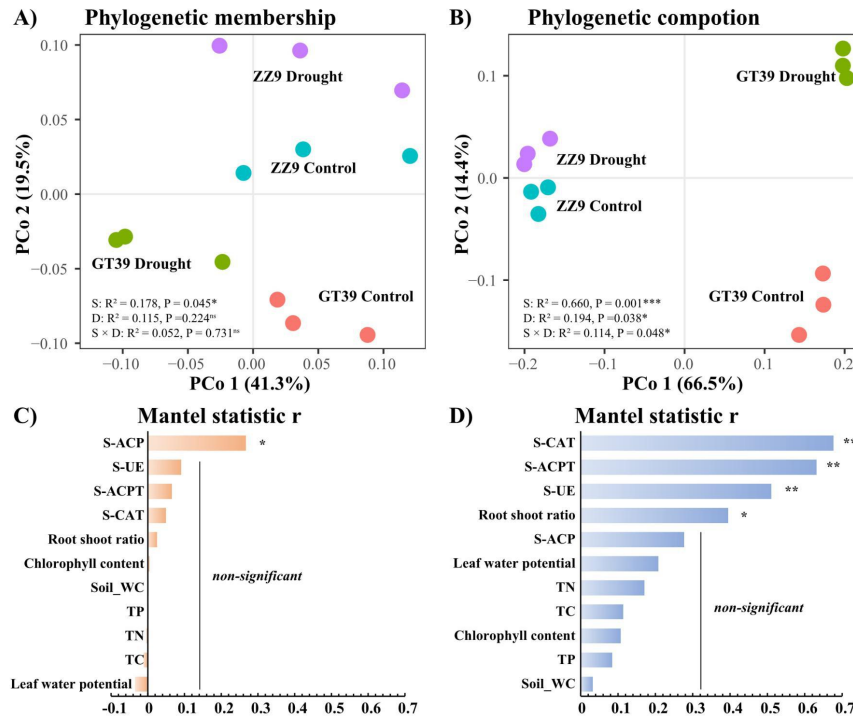 A) Phylogenetic membership
0.10
0.05
0.00
-0.05
-0.10
PCo 2 (19.5%)
ZZ9 Drought
ZZ9 Control
GT39 Drought
GT39 Control
S: R² = 0.178, P = 0.045*
D: R² = 0.115, P =0.224ns
S × D: R² = 0.052, P = 0.731ns
-0.10 -0.05 0.00 0.05 0.10
PCo 1 (41.3%)
B) Phylogenetic compotion
0.1
0.0
-0.1
PCo 2 (14.4%)
GT39 Drought
ZZ9 Drought
ZZ9 Control
GT39 Control
S: R² = 0.660, P = 0.001***
D: R² = 0.194, P =0.038*
S × D: R² = 0.114, P = 0.048*
-0.2 -0.1 0.0 0.1 0.2
PCo 1 (66.5%)
C) Mantel statistic r
S-ACP *
S-UE
S-ACPT
S-CAT
Root shoot ratio
Chlorophyll content
Soil_WC
TP
TN
TC
Leaf water potential
non-significant
-0.1 0 0.1 0.2 0.3 0.4 0.5 0.6 0.7
D) Mantel statistic r
S-CAT **
S-ACPT **
S-UE **
Root shoot ratio *
S-ACP
Leaf water potential
TN
TC
Chlorophyll content
TP
Soil_WC
non-significant
0 0.1 0.2 0.3 0.4 0.5 0.6 0.7